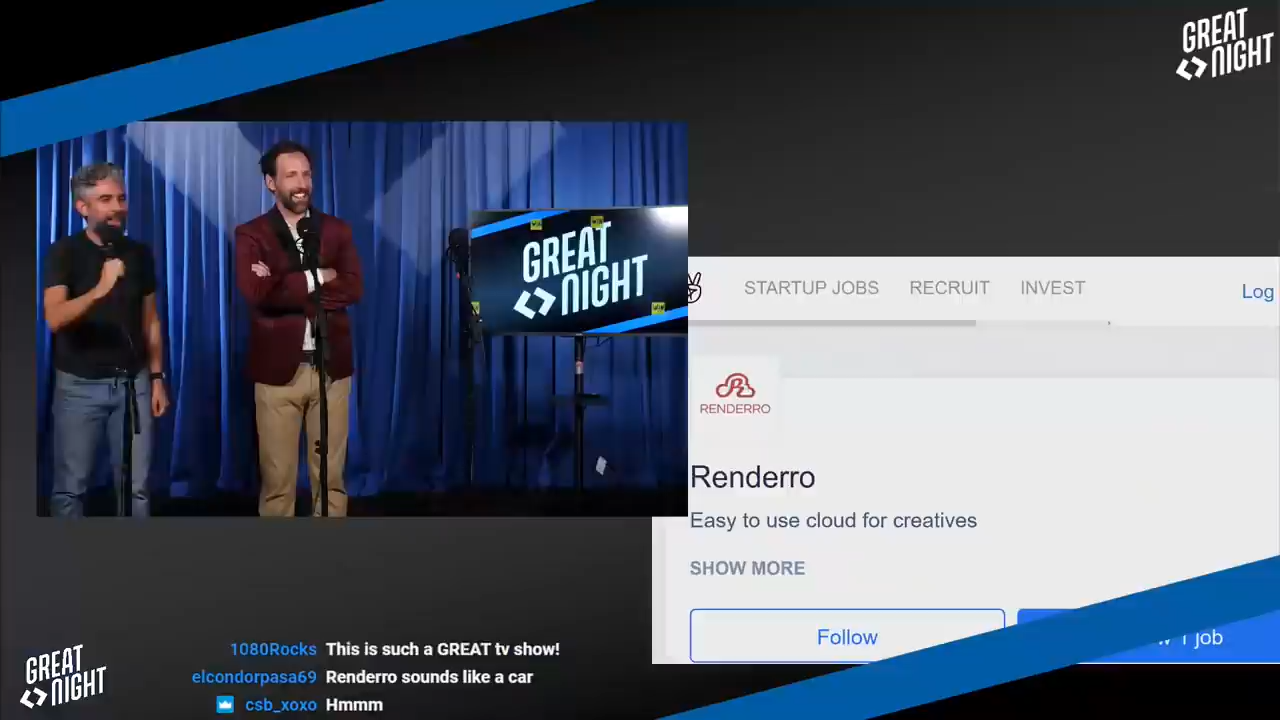 GREAT
NIGHT
GREAT
NIGHT
STARTUP JOBS RECRUIT INVEST
Log
RENDERRO
Renderro
Easy to use cloud for creatives
SHOW MORE
Follow
1 job
1080Rocks This is such a GREAT tv show!
elcondorpasa69 Renderro sounds like a car
csb_xoxo Hmmm
GREAT
NIGHT